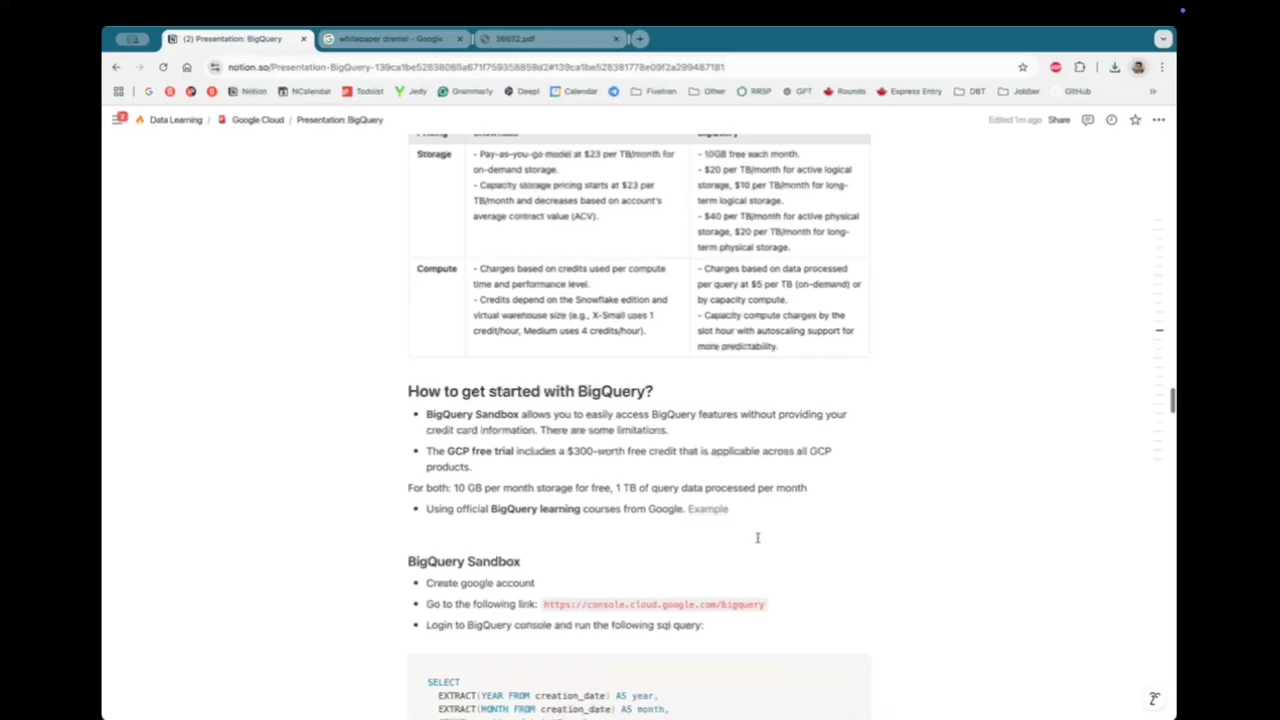 (2) Presentation: BigQuery
whitepaper dremel - Google
36632.pdf
notion.so/Presentation-BigQuery-139ca1be52838065a671f759358859d2#139ca1be528381778e09f2a299487181
Notion
NCalendar
Todoist
Jedy
Grammarly
Deepl
Calendar
Fivetran
Other
RRSP
GPT
Rounds
Express Entry
DBT
Jobber
GitHub
Data Learning / Google Cloud / Presentation: BigQuery
Edited 1m ago Share
Pricing Snowflake BigQuery
Storage
- Pay-as-you-go model at $23 per TB/month for
on-demand storage.
- Capacity storage pricing starts at $23 per
TB/month and decreases based on account's
average contract value (ACV).
- 10GB free each month.
- $20 per TB/month for active logical
storage, $10 per TB/month for long-
term logical storage.
- $40 per TB/month for active physical
storage, $20 per TB/month for long-
term physical storage.
Compute
- Charges based on credits used per compute
time and performance level.
- Credits depend on the Snowflake edition and
virtual warehouse size (e.g., X-Small uses 1
credit/hour, Medium uses 4 credits/hour).
- Charges based on data processed
per query at $5 per TB (on-demand) or
by capacity compute.
- Capacity compute charges by the
slot hour with autoscaling support for
more predictability.
How to get started with BigQuery?
• BigQuery Sandbox allows you to easily access BigQuery features without providing your
credit card information. There are some limitations.
• The GCP free trial includes a $300-worth free credit that is applicable across all GCP
products.
For both: 10 GB per month storage for free, 1 TB of query data processed per month
• Using official BigQuery learning courses from Google. Example
BigQuery Sandbox
• Create google account
• Go to the following link: https://console.cloud.google.com/bigquery
• Login to BigQuery console and run the following sql query:
SELECT
EXTRACT(YEAR FROM creation_date) AS year,
EXTRACT(MONTH FROM creation_date) AS month,